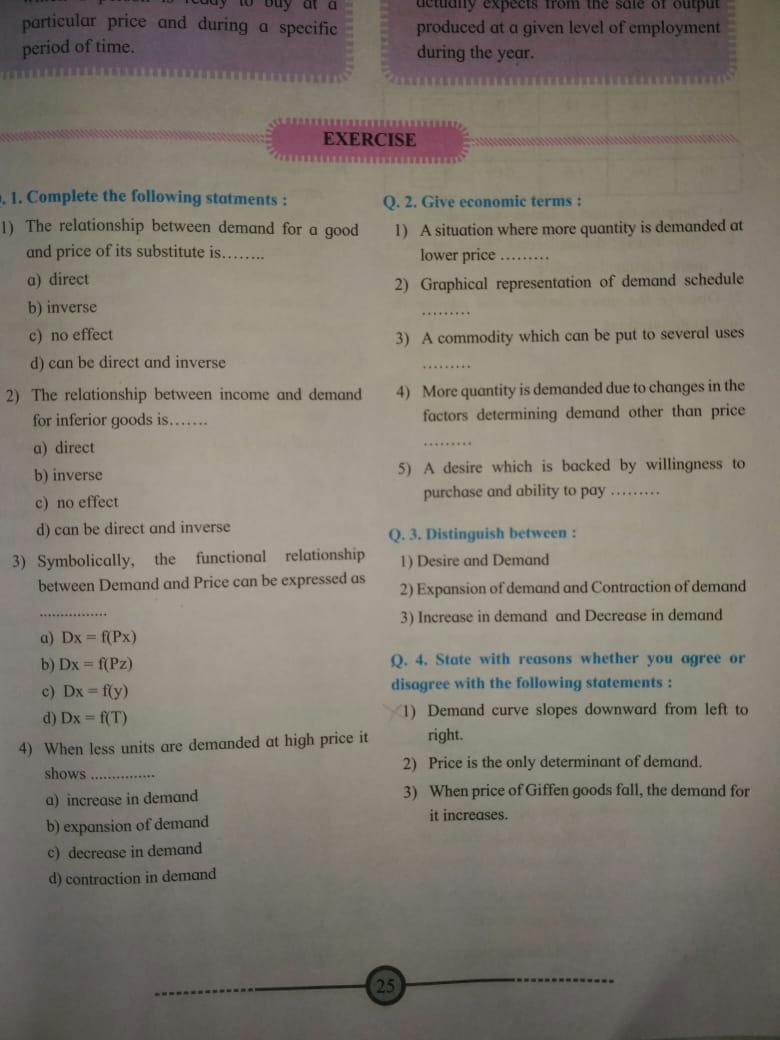 to buy at a
particular price and during a specific
period of time.
actually expects from the sale of output
produced at a given level of employment
during the year.
EXERCISE
. 1. Complete the following statments :
1) The relationship between demand for a good
and price of its substitute is........
a) direct
b) inverse
c) no effect
d) can be direct and inverse
2) The relationship between income and demand
for inferior goods is.......
a) direct
b) inverse
c) no effect
d) can be direct and inverse
3) Symbolically, the functional relationship
between Demand and Price can be expressed as
...............
a) Dx = f(Px)
b) Dx = f(Pz)
c) Dx = f(y)
d) Dx = f(T)
4) When less units are demanded at high price it
shows ...............
a) increase in demand
b) expansion of demand
c) decrease in demand
d) contraction in demand
Q. 2. Give economic terms :
1) A situation where more quantity is demanded at
lower price .........
2) Graphical representation of demand schedule
.........
3) A commodity which can be put to several uses
.........
4) More quantity is demanded due to changes in the
factors determining demand other than price
.........
5) A desire which is backed by willingness to
purchase and ability to pay .........
Q. 3. Distinguish between :
1) Desire and Demand
2) Expansion of demand and Contraction of demand
3) Increase in demand and Decrease in demand
Q. 4. State with reasons whether you agree or
disagree with the following statements :
1) Demand curve slopes downward from left to
right.
2) Price is the only determinant of demand.
3) When price of Giffen goods fall, the demand for
it increases.
25